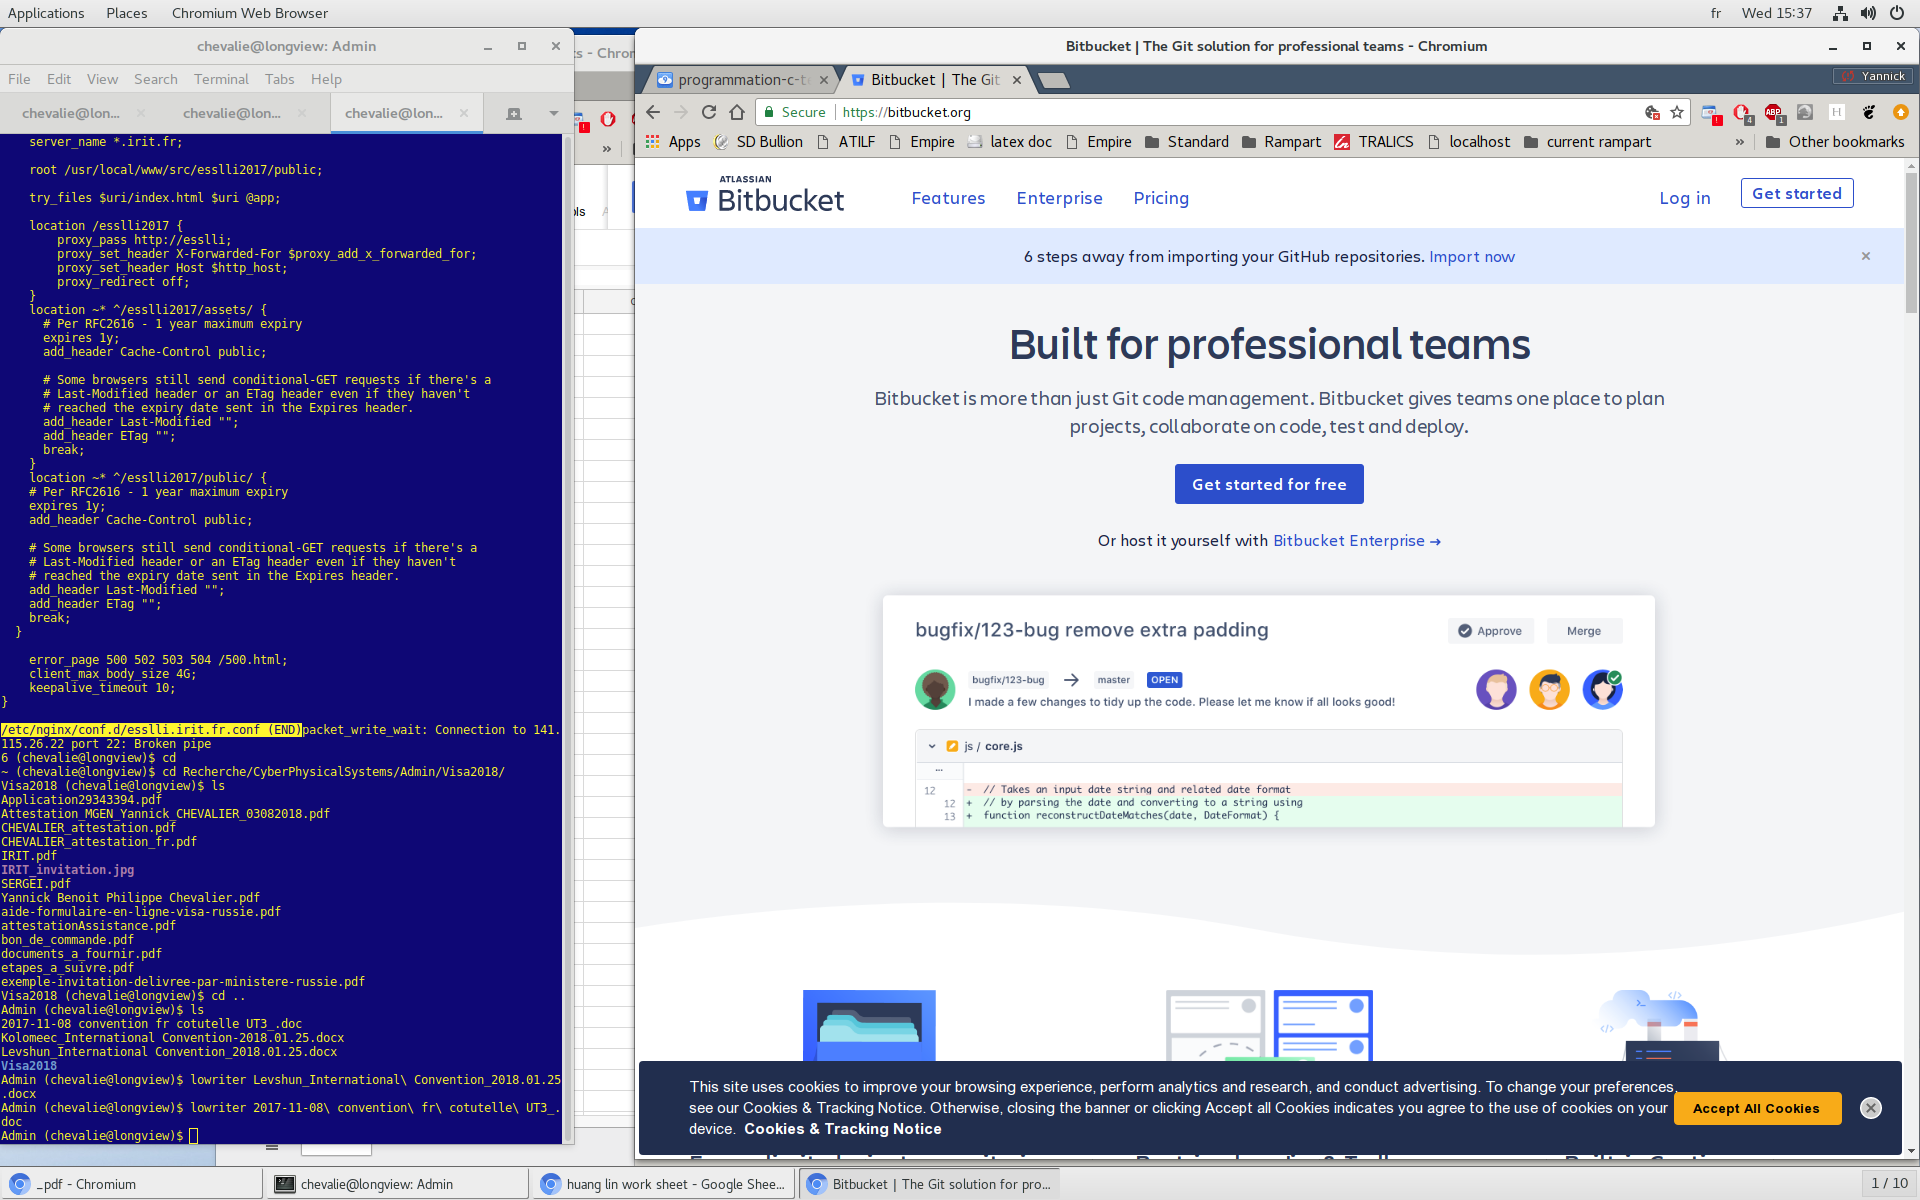 Applications Places Chromium Web Browser fr Wed 15:37
chevalie@longview: Admin
File Edit View Search Terminal Tabs Help
chevalie@lon... chevalie@lon... chevalie@lon...
server_name *.irit.fr;
root /usr/local/www/src/esslli2017/public;
try_files $uri/index.html $uri @app;
location /esslli2017 {
proxy_pass http://esslli;
proxy_set_header X-Forwarded-For $proxy_add_x_forwarded_for;
proxy_set_header Host $http_host;
proxy_redirect off;
}
location ~* ^/esslli2017/assets/ {
# Per RFC2616 - 1 year maximum expiry
expires 1y;
add_header Cache-Control public;
# Some browsers still send conditional-GET requests if there's a
# Last-Modified header or an ETag header even if they haven't
# reached the expiry date sent in the Expires header.
add_header Last-Modified "";
add_header ETag "";
break;
}
location ~* ^/esslli2017/public/ {
# Per RFC2616 - 1 year maximum expiry
expires 1y;
add_header Cache-Control public;
# Some browsers still send conditional-GET requests if there's a
# Last-Modified header or an ETag header even if they haven't
# reached the expiry date sent in the Expires header.
add_header Last-Modified "";
add_header ETag "";
break;
}
error_page 500 502 503 504 /500.html;
client_max_body_size 4G;
keepalive_timeout 10;
}
/etc/nginx/conf.d/esslli.irit.fr.conf (END)packet_write_wait: Connection to 141.
115.26.22 port 22: Broken pipe
6 (chevalie@longview)$ cd
~ (chevalie@longview)$ cd Recherche/CyberPhysicalSystems/Admin/Visa2018/
Visa2018 (chevalie@longview)$ ls
Application29343394.pdf
Attestation_MGEN_Yannick_CHEVALIER_03082018.pdf
CHEVALIER_attestation.pdf
CHEVALIER_attestation_fr.pdf
IRIT.pdf
IRIT_invitation.jpg
SERGEI.pdf
Yannick Benoit Philippe Chevalier.pdf
aide-formulaire-en-ligne-visa-russie.pdf
attestationAssistance.pdf
bon_de_commande.pdf
documents_a_fournir.pdf
etapes_a_suivre.pdf
exemple-invitation-delivree-par-ministere-russie.pdf
Visa2018 (chevalie@longview)$ cd ..
Admin (chevalie@longview)$ ls
2017-11-08 convention fr cotutelle UT3_.doc
Kolomeec_International Convention-2018.01.25.docx
Levshun_International Convention_2018.01.25.docx
Visa2018
Admin (chevalie@longview)$ lowriter Levshun_International\ Convention_2018.01.25
.docx
Admin (chevalie@longview)$ lowriter 2017-11-08\ convention\ fr\ cotutelle\ UT3_.
doc
Admin (chevalie@longview)$
Bitbucket | The Git solution for professional teams - Chromium
programmation-c-t Bitbucket | The Git Yannick
Secure https://bitbucket.org
Apps SD Bullion ATILF Empire latex doc Empire Standard Rampart TRALICS localhost current rampart » Other bookmarks
ATLASSIAN
Bitbucket Features Enterprise Pricing Log in Get started
6 steps away from importing your GitHub repositories. Import now
Built for professional teams
Bitbucket is more than just Git code management. Bitbucket gives teams one place to plan
projects, collaborate on code, test and deploy.
Get started for free
Or host it yourself with Bitbucket Enterprise →
bugfix/123-bug remove extra padding Approve Merge
bugfix/123-bug → master OPEN
I made a few changes to tidy up the code. Please let me know if all looks good!
js / core.js
...
12 - // Takes an input date string and related date format
12 + // by parsing the date and converting to a string using
13 + function reconstructDateMatches(date, DateFormat) {
This site uses cookies to improve your browsing experience, perform analytics and research, and conduct advertising. To change your preferences,
see our Cookies & Tracking Notice. Otherwise, closing the banner or clicking Accept all Cookies indicates you agree to the use of cookies on your
device. Cookies & Tracking Notice
Accept All Cookies
_pdf - Chromium chevalie@longview: Admin huang lin work sheet - Google Shee... Bitbucket | The Git solution for pro... 1 / 10